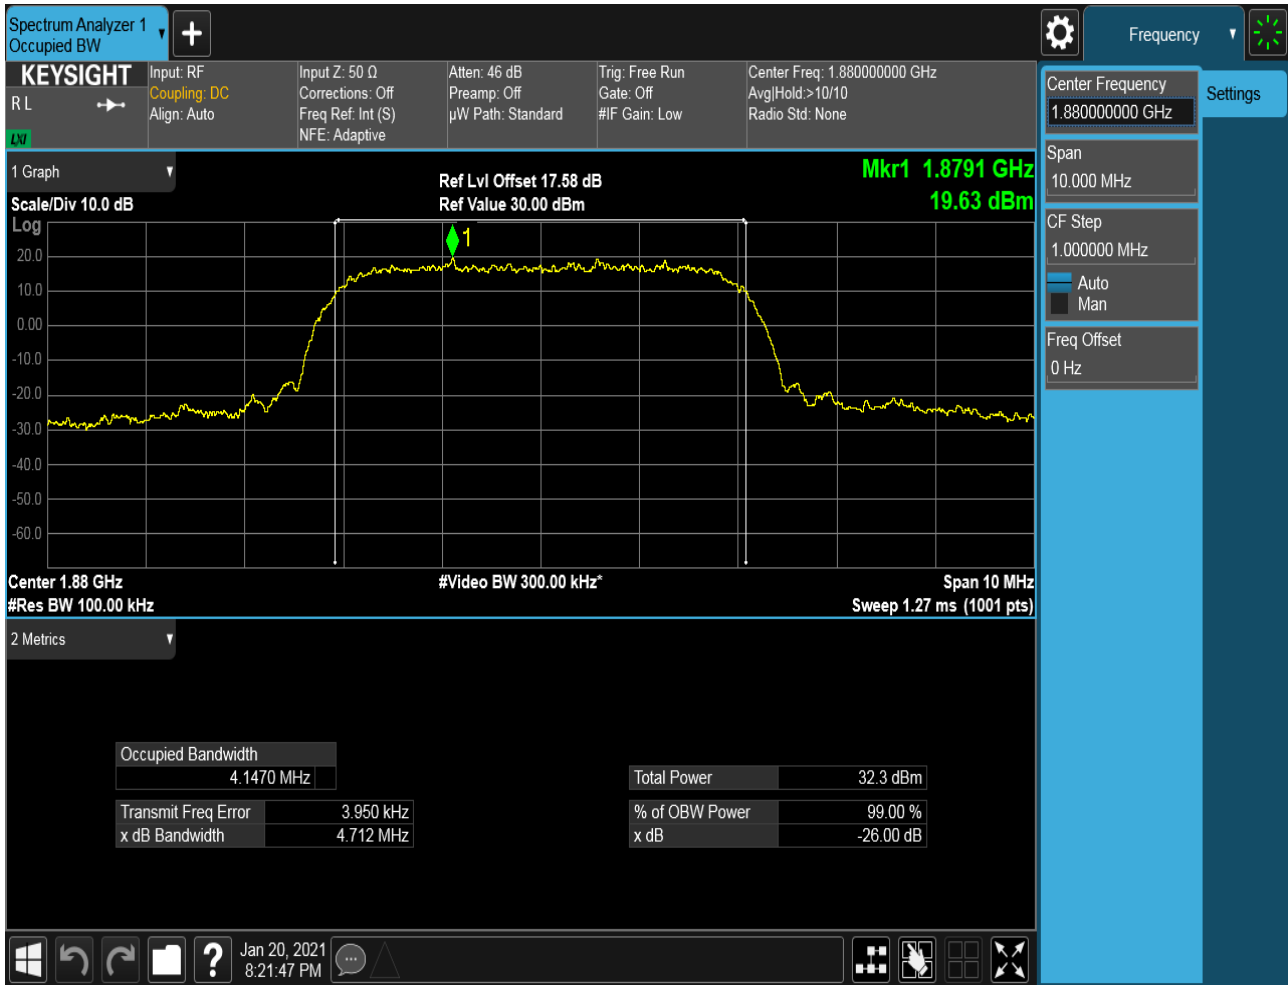 Spectrum Analyzer 1
Occupied BW
Frequency
KEYSIGHT
R L
LXI
Input: RF
Coupling: DC
Align: Auto
Input Z: 50 Ω
Corrections: Off
Freq Ref: Int (S)
NFE: Adaptive
Atten: 46 dB
Preamp: Off
µW Path: Standard
Trig: Free Run
Gate: Off
#IF Gain: Low
Center Freq: 1.880000000 GHz
Avg|Hold:>10/10
Radio Std: None
Center Frequency
1.880000000 GHz
Settings
Span
10.000 MHz
CF Step
1.000000 MHz
Auto
Man
Freq Offset
0 Hz
1 Graph
Ref Lvl Offset 17.58 dB
Mkr1 1.8791 GHz
Scale/Div 10.0 dB
Ref Value 30.00 dBm
19.63 dBm
Log
1
20.0
10.0
0.00
-10.0
-20.0
-30.0
-40.0
-50.0
-60.0
Center 1.88 GHz
#Video BW 300.00 kHz*
Span 10 MHz
#Res BW 100.00 kHz
Sweep 1.27 ms (1001 pts)
2 Metrics
Occupied Bandwidth
4.1470 MHz
Total Power 32.3 dBm
Transmit Freq Error 3.950 kHz
% of OBW Power 99.00 %
x dB Bandwidth 4.712 MHz
x dB -26.00 dB
?
Jan 20, 2021
8:21:47 PM